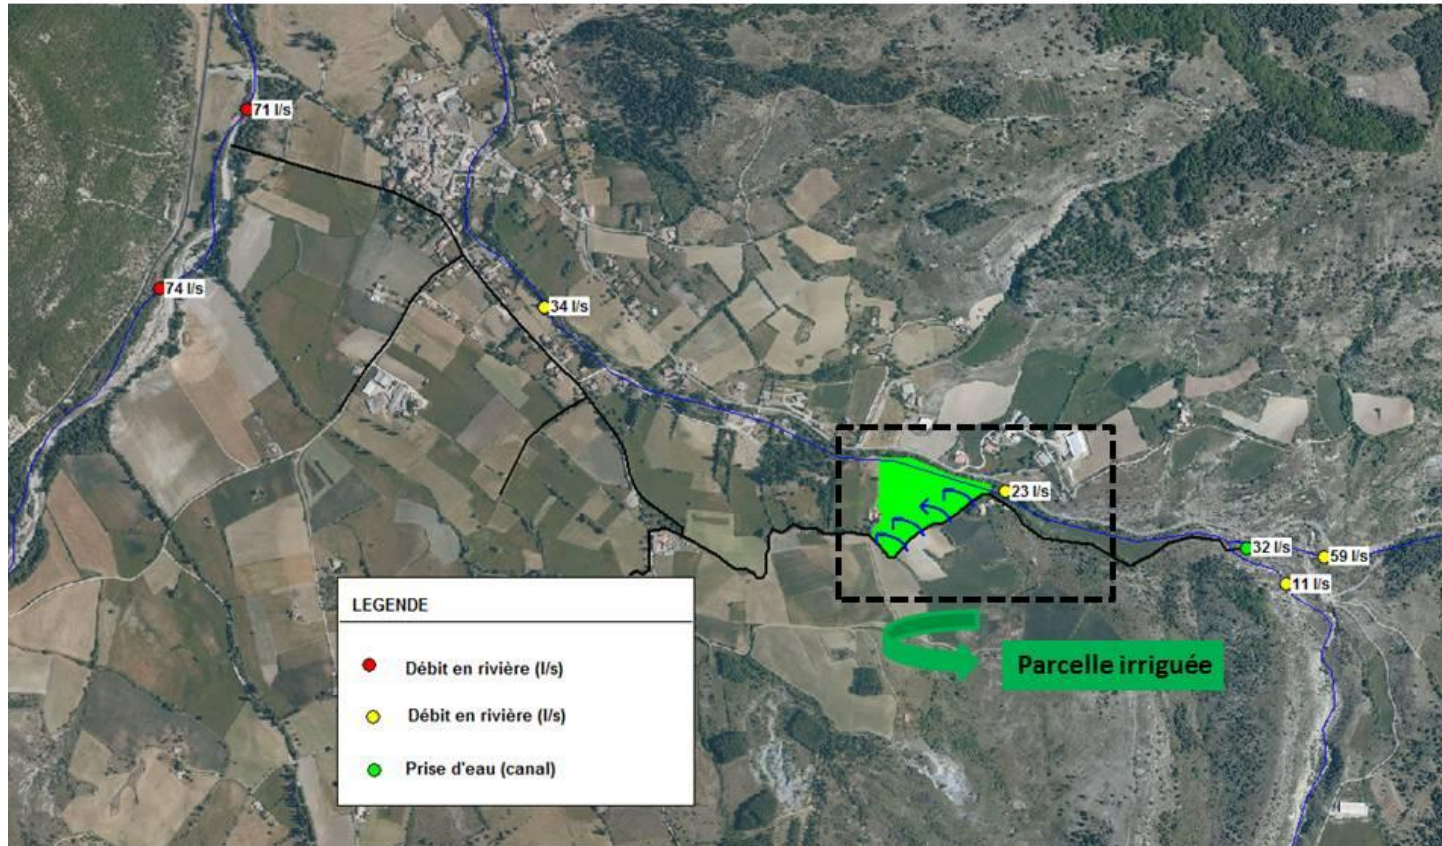 71 l/s
74 l/s
34 l/s
23 l/s
32 l/s
59 l/s
11 l/s
LEGENDE
Débit en rivière (l/s)
Débit en rivière (l/s)
Prise d'eau (canal)
Parcelle irriguée